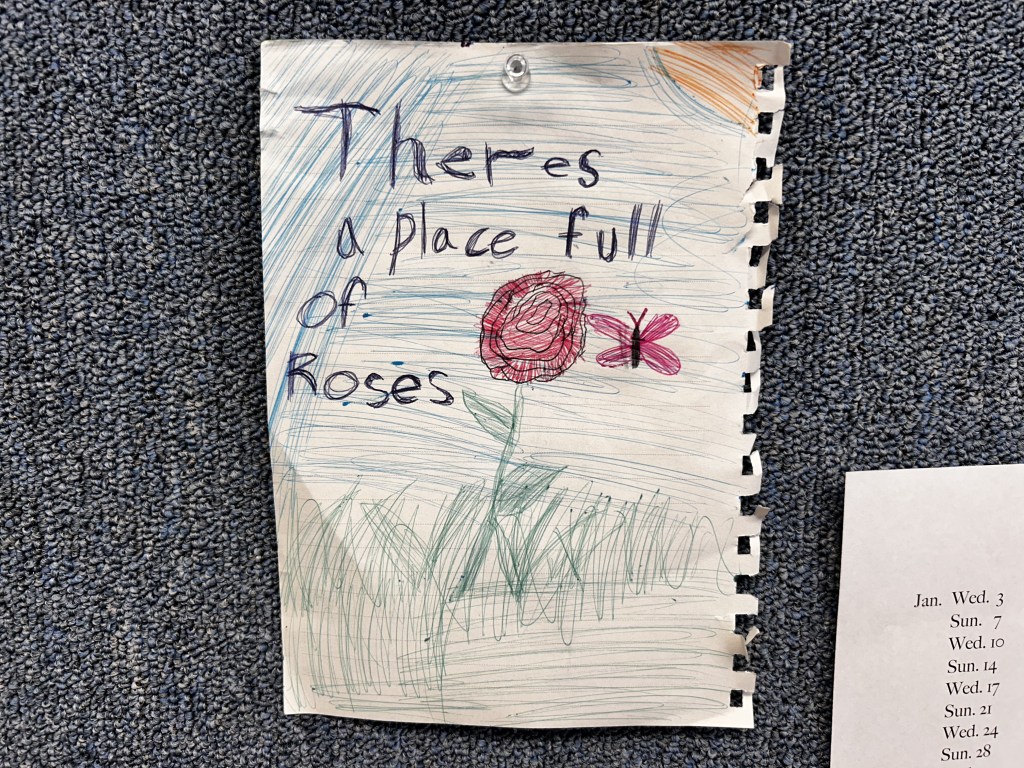 Theres
a place full
of
Roses
Jan. Wed. 3
Sun. 7
Wed. 10
Sun. 14
Wed. 17
Sun. 21
Wed. 24
Sun. 28